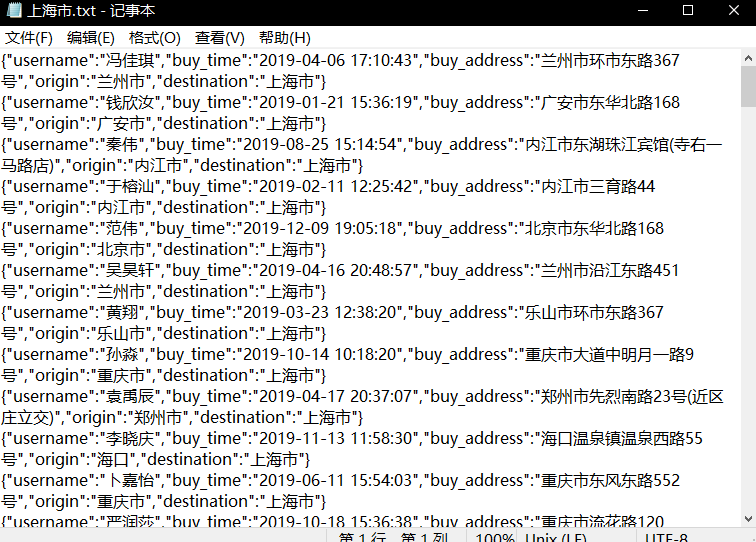 上海市.txt - 记事本
文件(F) 编辑(E) 格式(O) 查看(V) 帮助(H)
{"username":"冯佳琪","buy_time":"2019-04-06 17:10:43","buy_address":"兰州市环市东路367
号","origin":"兰州市","destination":"上海市"}
{"username":"钱欣汝","buy_time":"2019-01-21 15:36:19","buy_address":"广安市东华北路168
号","origin":"广安市","destination":"上海市"}
{"username":"秦伟","buy_time":"2019-08-25 15:14:54","buy_address":"内江市东湖珠江宾馆(寺右一
马路店)","origin":"内江市","destination":"上海市"}
{"username":"于榕汕","buy_time":"2019-02-11 12:25:42","buy_address":"内江市三育路44
号","origin":"内江市","destination":"上海市"}
{"username":"范伟","buy_time":"2019-12-09 19:05:18","buy_address":"北京市东华北路168
号","origin":"北京市","destination":"上海市"}
{"username":"吴昊轩","buy_time":"2019-04-16 20:48:57","buy_address":"兰州市沿江东路451
号","origin":"兰州市","destination":"上海市"}
{"username":"黄翔","buy_time":"2019-03-23 12:38:20","buy_address":"乐山市环市东路367
号","origin":"乐山市","destination":"上海市"}
{"username":"孙淼","buy_time":"2019-10-14 10:18:20","buy_address":"重庆市大道中明月一路9
号","origin":"重庆市","destination":"上海市"}
{"username":"袁禹辰","buy_time":"2019-04-17 20:37:07","buy_address":"郑州市先烈南路23号(近区
庄立交)","origin":"郑州市","destination":"上海市"}
{"username":"李晓庆","buy_time":"2019-11-13 11:58:30","buy_address":"海口温泉镇温泉西路55
号","origin":"海口","destination":"上海市"}
{"username":"卜嘉怡","buy_time":"2019-06-11 15:54:03","buy_address":"重庆市东风东路552
号","origin":"重庆市","destination":"上海市"}
{"username":"严润莎","buy_time":"2019-10-18 15:36:38","buy_address":"重庆市流花路120
第 1 行，第 1 列 100% Unix (LF) UTF-8